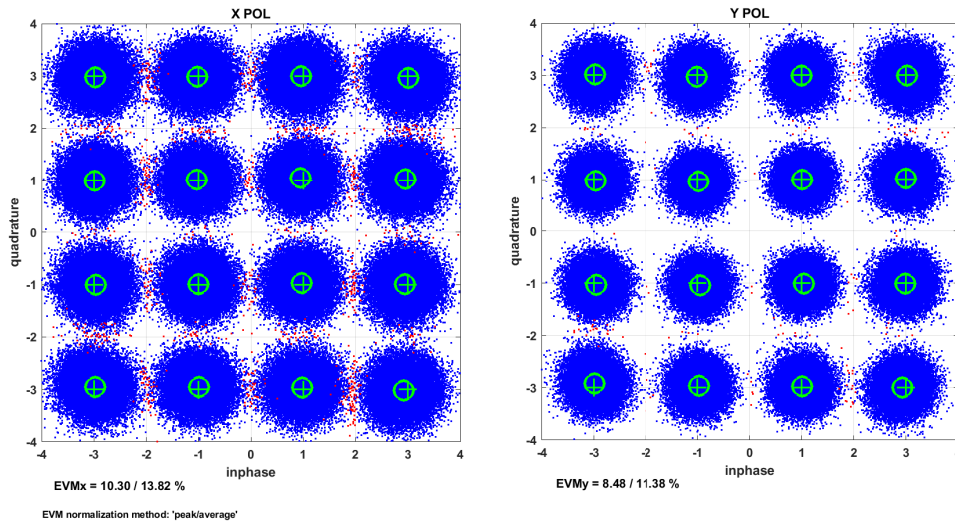 X POL
quadrature
4
3
2
1
0
-1
-2
-3
-4
-4 -3 -2 -1 0 1 2 3 4
inphase
EVMx = 10.30 / 13.82 %
EVM normalization method: 'peak/average'
Y POL
quadrature
4
3
2
1
0
-1
-2
-3
-4
-4 -3 -2 -1 0 1 2 3
inphase
EVMy = 8.48 / 11.38 %